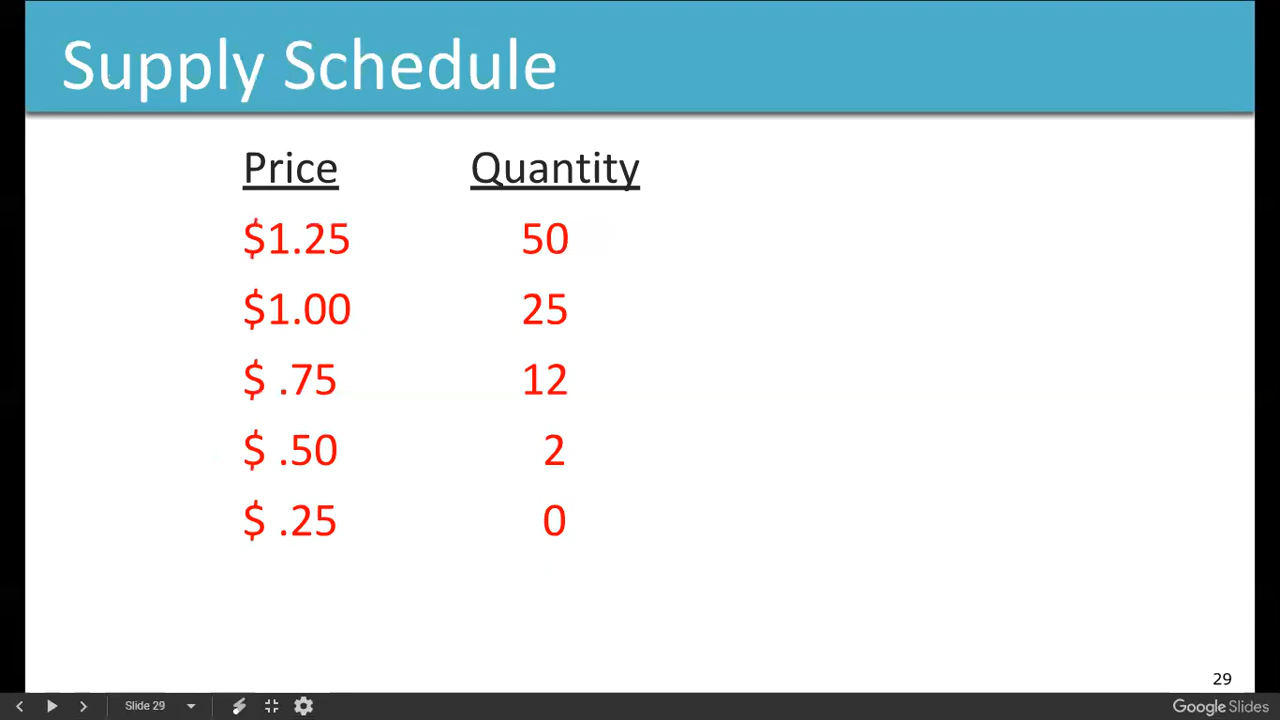 Supply Schedule
Price Quantity
$1.25 50
$1.00 25
$ .75 12
$ .50 2
$ .25 0
29
Slide 29
Google Slides